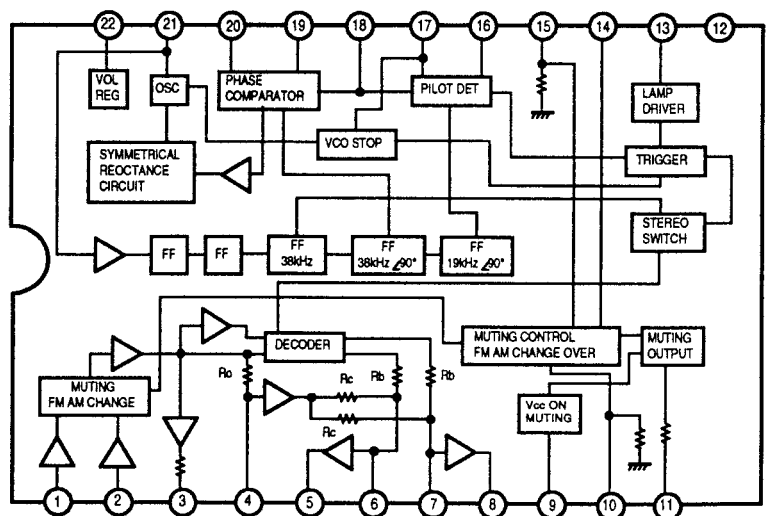 22 21 20 19 18 17 16 15 14 13 12
VOL
REG
OSC
PHASE
COMPARATOR
PILOT DET
LAMP
DRIVER
VCO STOP
TRIGGER
SYMMETRICAL
REOCTANCE
CIRCUIT
STEREO
SWITCH
FF
FF
FF
38kHz
FF
38kHz ∠90°
FF
19kHz ∠90°
DECODER
MUTING CONTROL
FM AM CHANGE OVER
MUTING
OUTPUT
MUTING
FM AM CHANGE
Ro
Rc
Rb
Rb
Rc
Vcc ON
MUTING
1 2 3 4 5 6 7 8 9 10 11